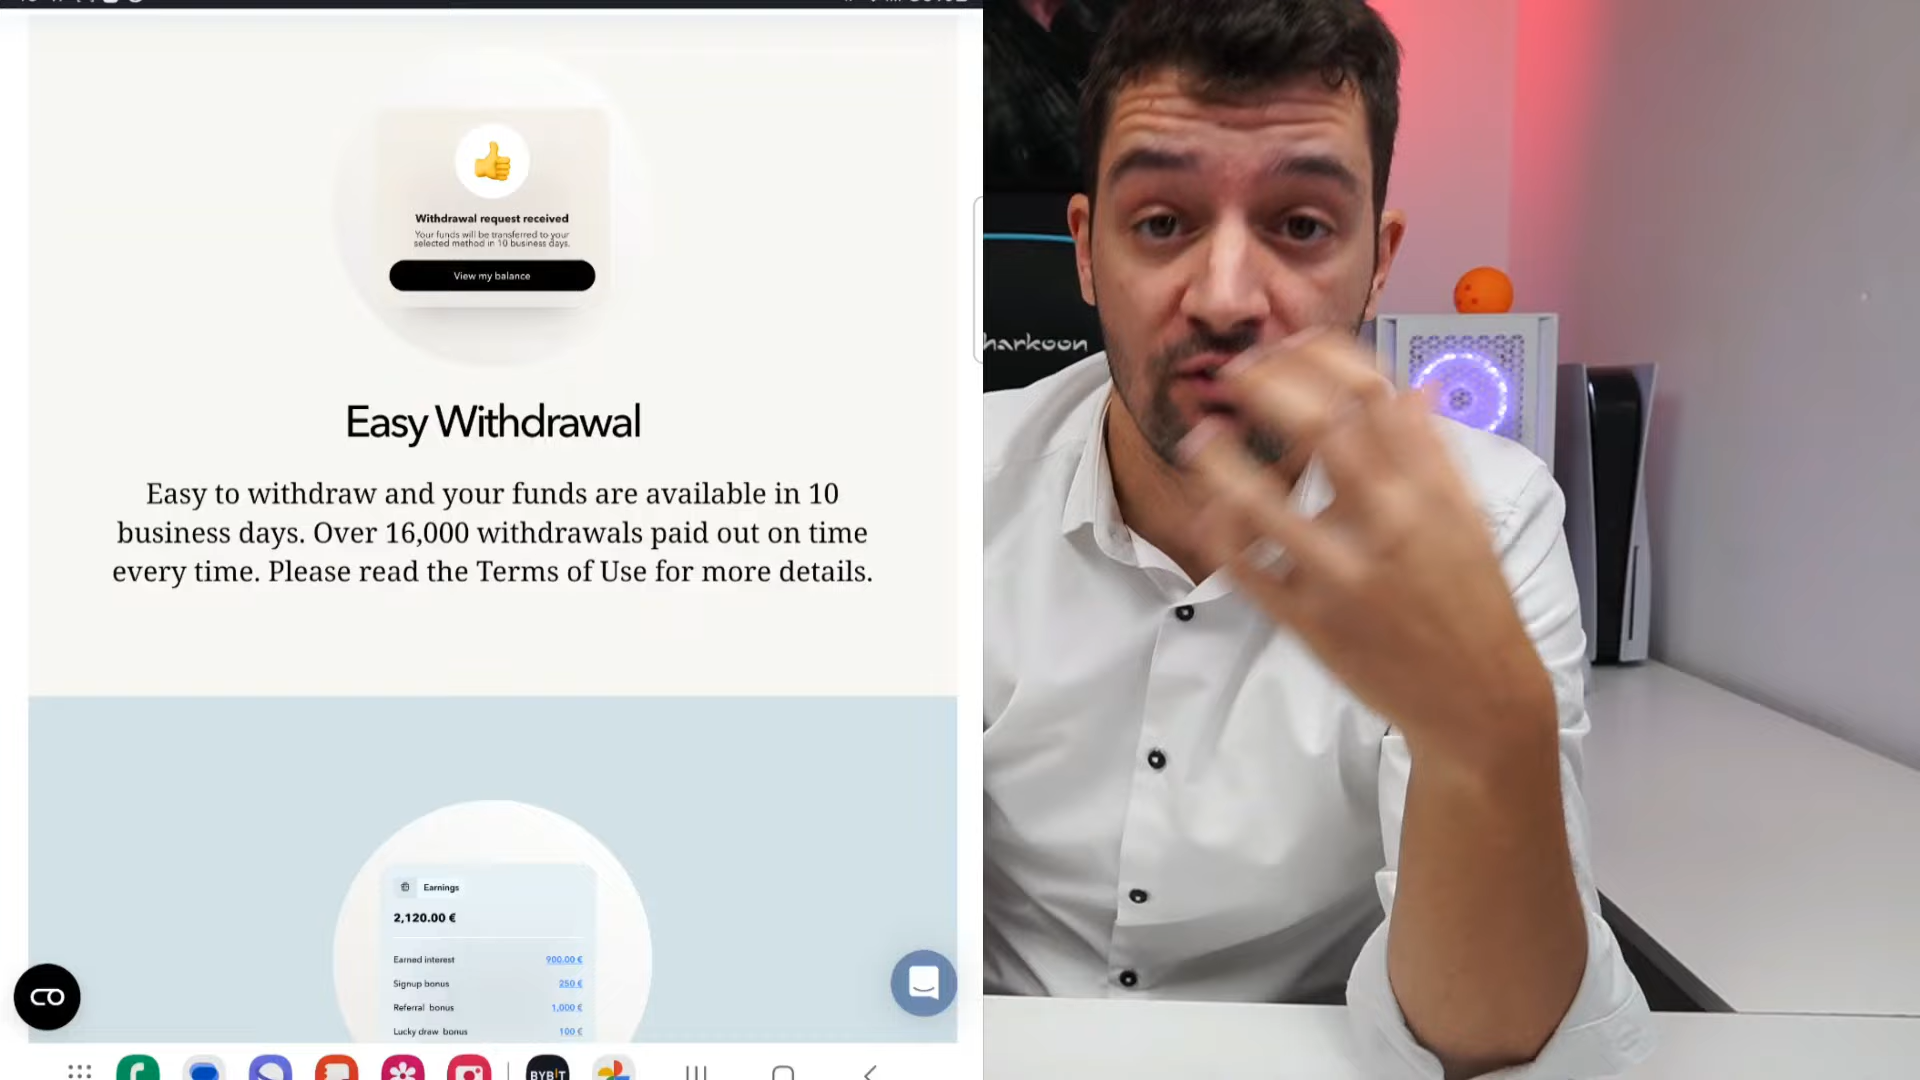 Withdrawal request received
Your funds will be transferred to your
selected method in 10 business days.
View my balance
Easy Withdrawal
Easy to withdraw and your funds are available in 10
business days. Over 16,000 withdrawals paid out on time
every time. Please read the Terms of Use for more details.
Earnings
2,120.00 €
Earned interest 900.00 €
Signup bonus 250 €
Referral bonus 1,000 €
Lucky draw bonus 100 €
BYBIT
harkoon